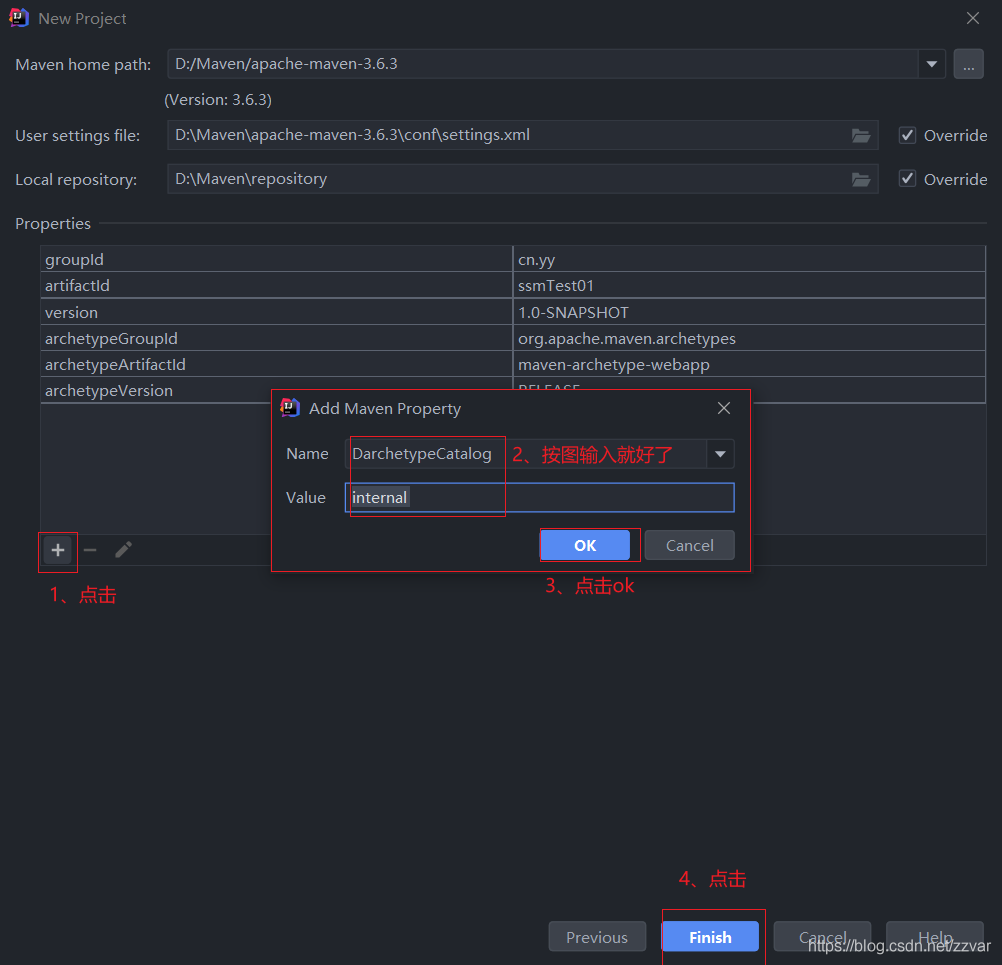 New Project
Maven home path: D:/Maven/apache-maven-3.6.3 ...
(Version: 3.6.3)
User settings file: D:\Maven\apache-maven-3.6.3\conf\settings.xml Override
Local repository: D:\Maven\repository Override
Properties
groupId cn.yy
artifactId ssmTest01
version 1.0-SNAPSHOT
archetypeGroupId org.apache.maven.archetypes
archetypeArtifactId maven-archetype-webapp
archetypeVersion RELEASE
Add Maven Property
Name DarchetypeCatalog 2、按图输入就好了
Value internal
OK Cancel
3、点击ok
1、点击
4、点击
Previous Finish Cancel Help
https://blog.csdn.net/zzvar